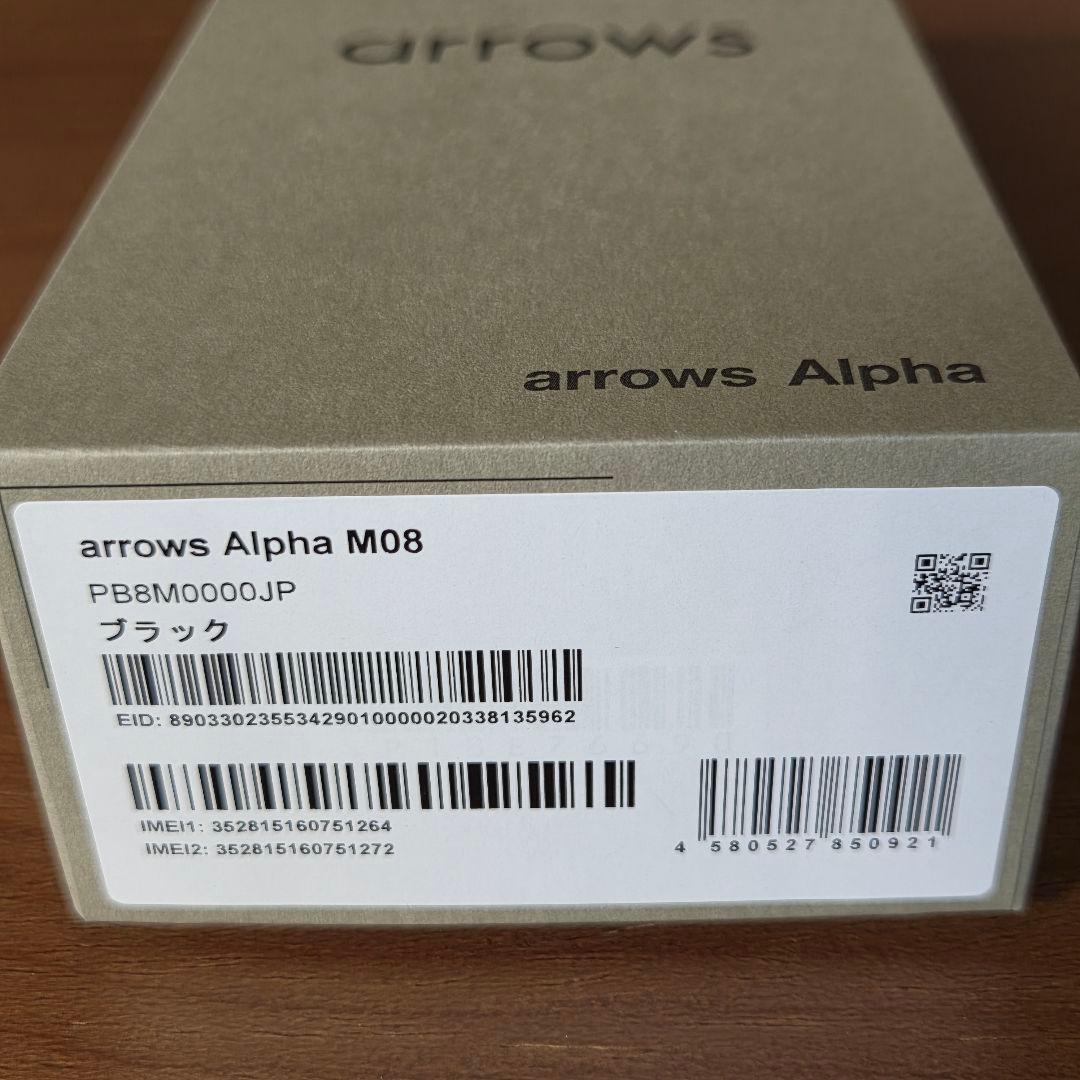 arrows
arrows Alpha
arrows Alpha M08
PB8M0000JP
ブラック
EID: 89033023553429010000020338135962
IMEI1: 352815160751264
IMEI2: 352815160751272
4 580527 850921